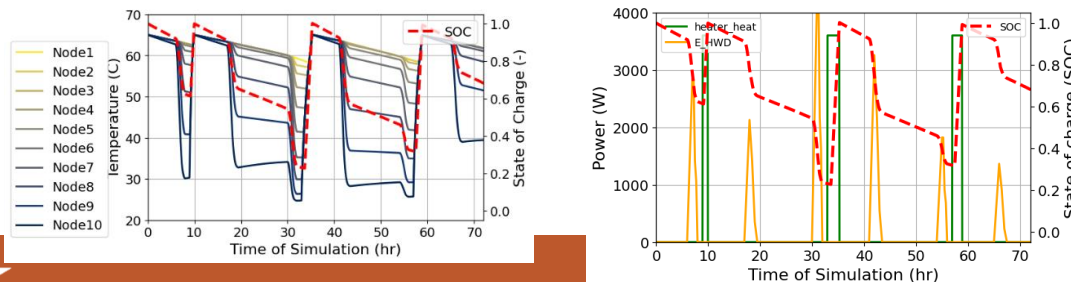 Node1
Node2
Node3
Node4
Node5
Node6
Node7
Node8
Node9
Node10
Temperature (C)
70
60
50
40
30
20
0 10 20 30 40 50 60 70
Time of Simulation (hr)
SOC
1.0
0.8
0.6
0.4
0.2
0.0
State of Charge (-)
Power (W)
4000
3000
2000
1000
0
0 10 20 30 40 50 60 70
Time of Simulation (hr)
heater_heat
E_HWD
SOC
1.0
0.8
0.6
0.4
0.2
0.0
State of charge (SOC)